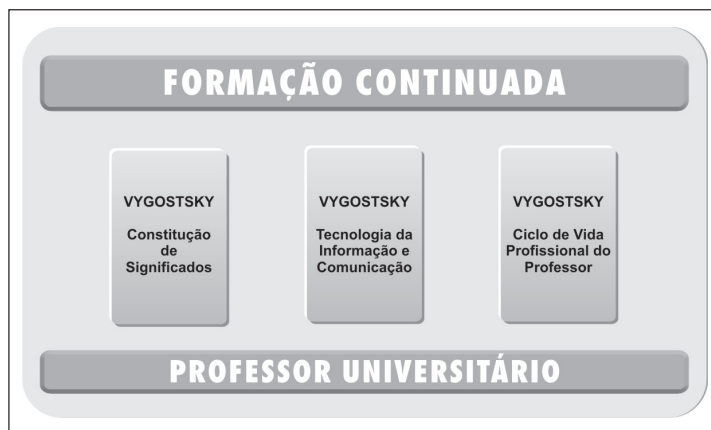 FORMAÇÃO CONTINUADA
VYGOSTSKY
Constitução
de
Significados
VYGOSTSKY
Tecnologia da
Informação e
Comunicação
VYGOSTSKY
Ciclo de Vida
Profissional do
Professor
PROFESSOR UNIVERSITÁRIO